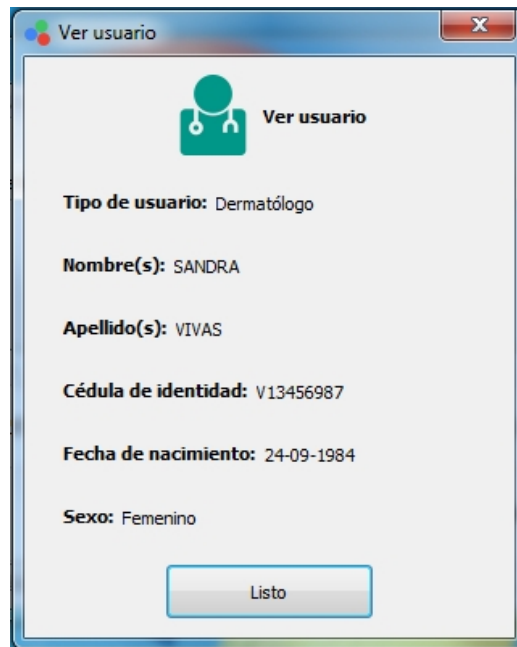 Ver usuario
Ver usuario
Tipo de usuario: Dermatólogo
Nombre(s): SANDRA
Apellido(s): VIVAS
Cédula de identidad: V13456987
Fecha de nacimiento: 24-09-1984
Sexo: Femenino
Listo